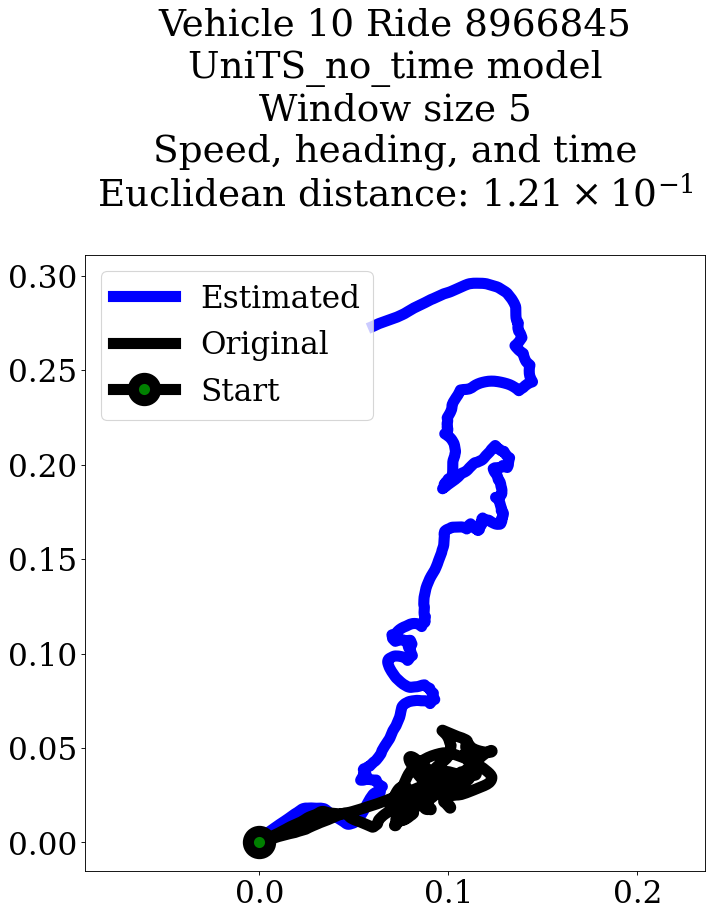 Vehicle 10 Ride 8966845
UniTS_no_time model
Window size 5
Speed, heading, and time
Euclidean distance: $1.21 \times 10^{-1}$
0.30
0.25
0.20
0.15
0.10
0.05
0.00
Estimated
Original
Start
0.0 0.1 0.2